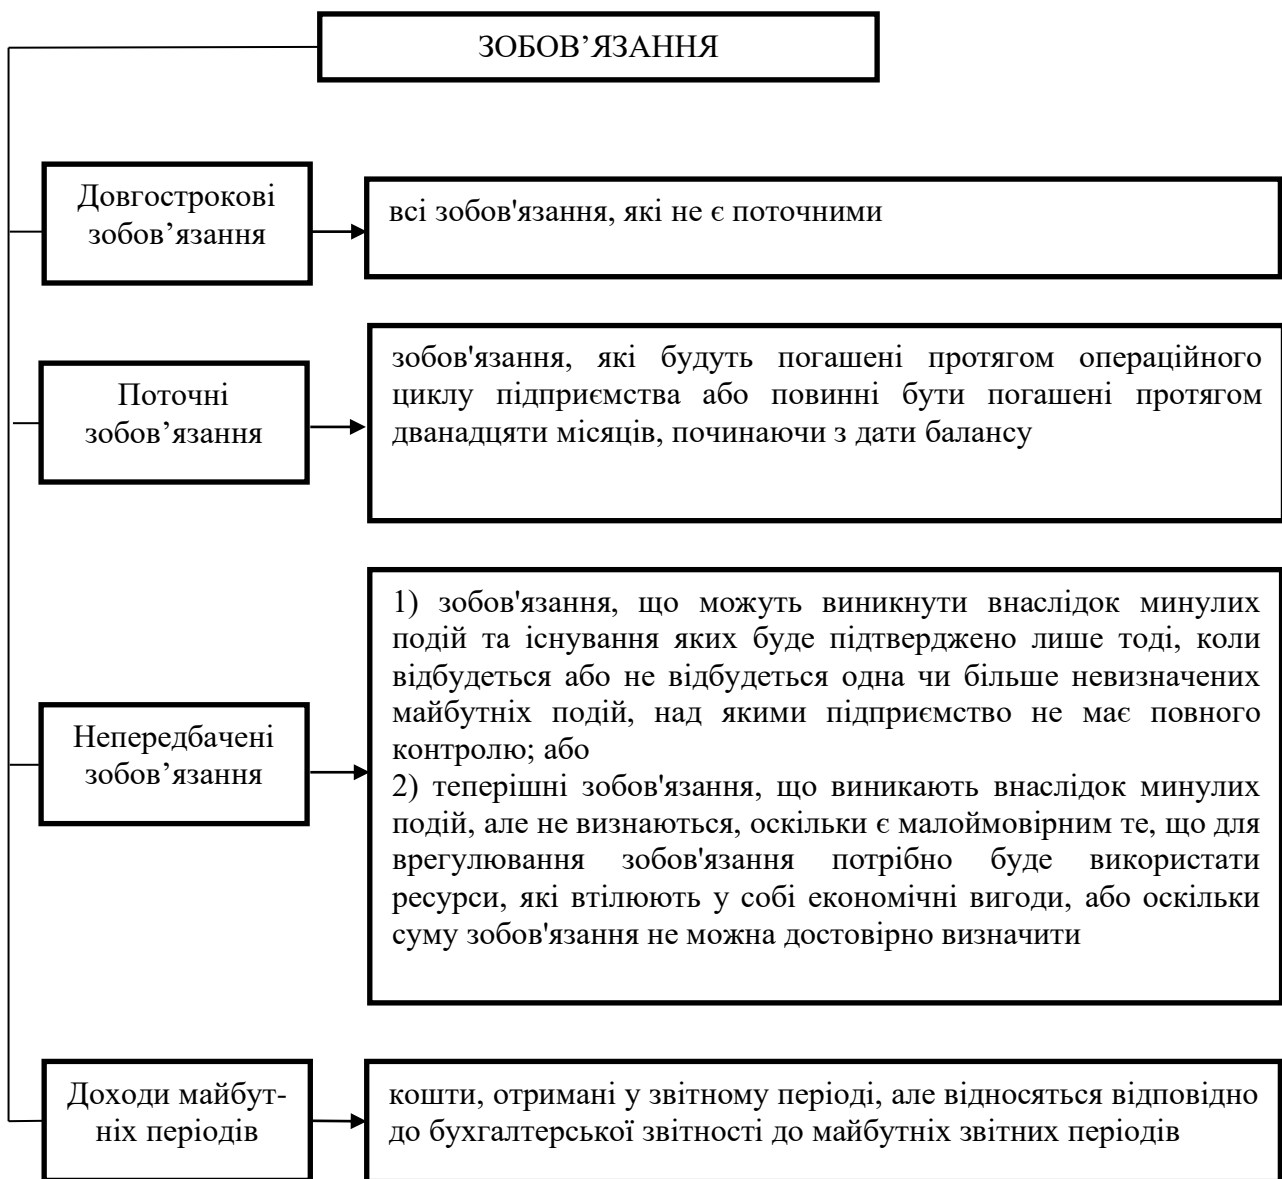 ЗОБОВ’ЯЗАННЯ
Довгострокові
зобов’язання
всі зобов'язання, які не є поточними
Поточні
зобов’язання
зобов'язання, які будуть погашені протягом операційного
циклу підприємства або повинні бути погашені протягом
дванадцяти місяців, починаючи з дати балансу
Непередбачені
зобов’язання
1) зобов'язання, що можуть виникнути внаслідок минулих
подій та існування яких буде підтверджено лише тоді, коли
відбудеться або не відбудеться одна чи більше невизначених
майбутніх подій, над якими підприємство не має повного
контролю; або
2) теперішні зобов'язання, що виникають внаслідок минулих
подій, але не визнаються, оскільки є малоймовірним те, що для
врегулювання зобов'язання потрібно буде використати
ресурси, які втілюють у собі економічні вигоди, або оскільки
суму зобов'язання не можна достовірно визначити
Доходи майбут-
ніх періодів
кошти, отримані у звітному періоді, але відносяться відповідно
до бухгалтерської звітності до майбутніх звітних періодів